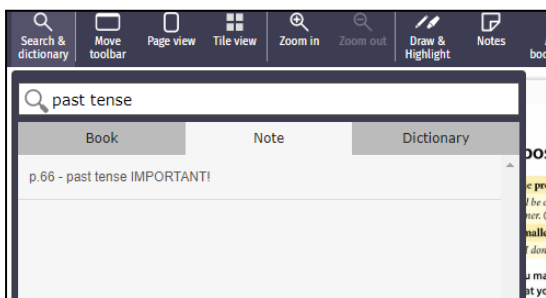 Search & dictionary
Move toolbar
Page view
Tile view
Zoom in
Zoom out
Draw & Highlight
Notes
past tense
Book
Note
Dictionary
p.66 - past tense IMPORTANT!